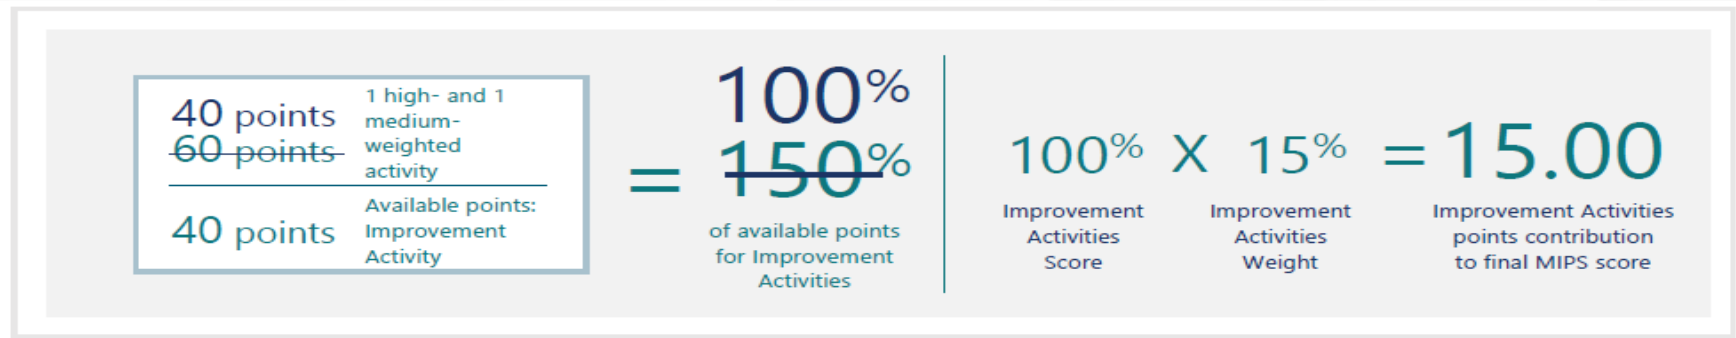 40 points
60 points
1 high- and 1
medium-
weighted
activity
40 points
Available points:
Improvement
Activity
=
100%
150%
of available points
for Improvement
Activities
100% X 15% = 15.00
Improvement
Activities
Score
Improvement
Activities
Weight
Improvement Activities
points contribution
to final MIPS score